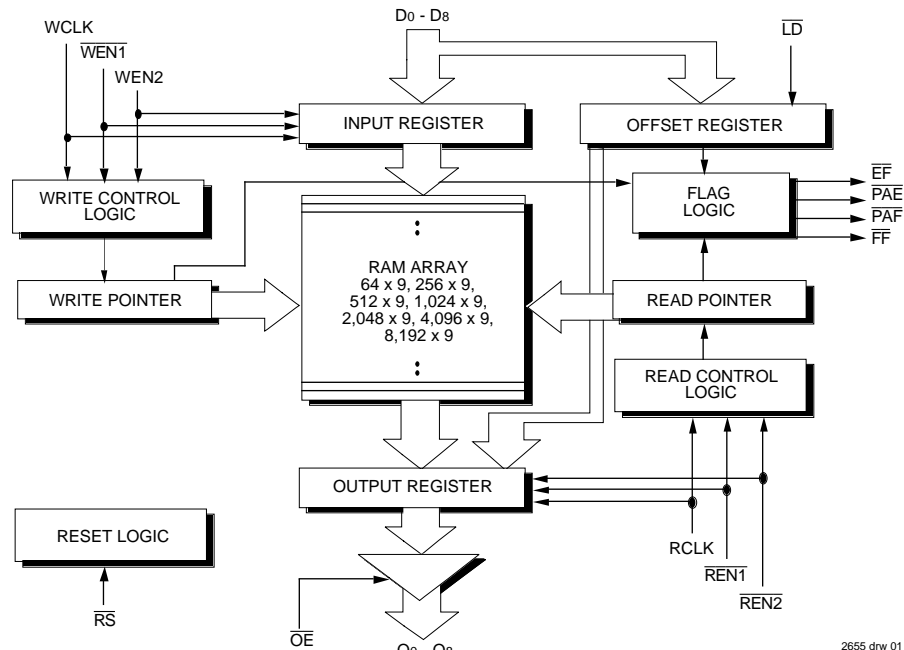 D0 - D8
WCLK
WEN1
WEN2
LD
INPUT REGISTER
OFFSET REGISTER
WRITE CONTROL
LOGIC
FLAG
LOGIC
EF
PAE
PAF
FF
RAM ARRAY
64 x 9, 256 x 9,
512 x 9, 1,024 x 9,
2,048 x 9, 4,096 x 9,
8,192 x 9
WRITE POINTER
READ POINTER
READ CONTROL
LOGIC
OUTPUT REGISTER
RESET LOGIC
RCLK
REN1
REN2
RS
OE
Q0 - Q8
2655 drw 01